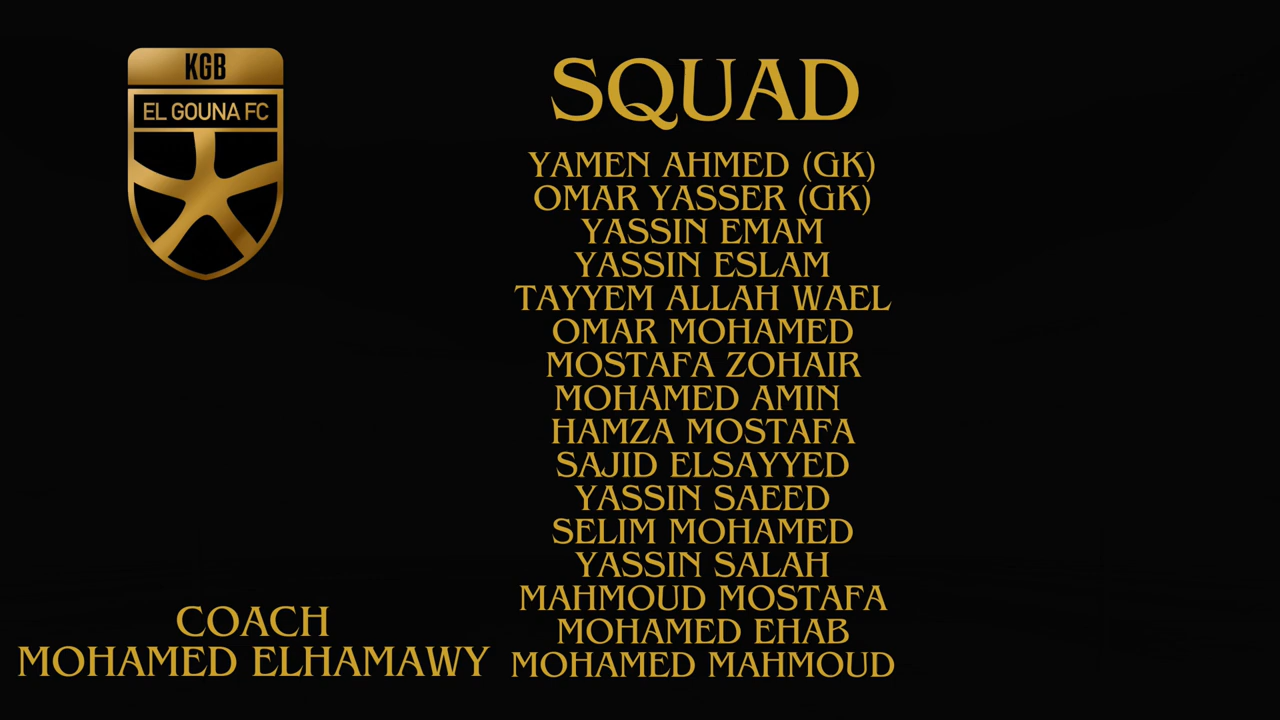 KGB
EL GOUNA FC
SQUAD
YAMEN AHMED (GK)
OMAR YASSER (GK)
YASSIN EMAM
YASSIN ESLAM
TAYYEM ALLAH WAEL
OMAR MOHAMED
MOSTAFA ZOHAIR
MOHAMED AMIN
HAMZA MOSTAFA
SAJID ELSAYYED
YASSIN SAEED
SELIM MOHAMED
YASSIN SALAH
MAHMOUD MOSTAFA
MOHAMED EHAB
MOHAMED MAHMOUD
COACH
MOHAMED ELHAMAWY